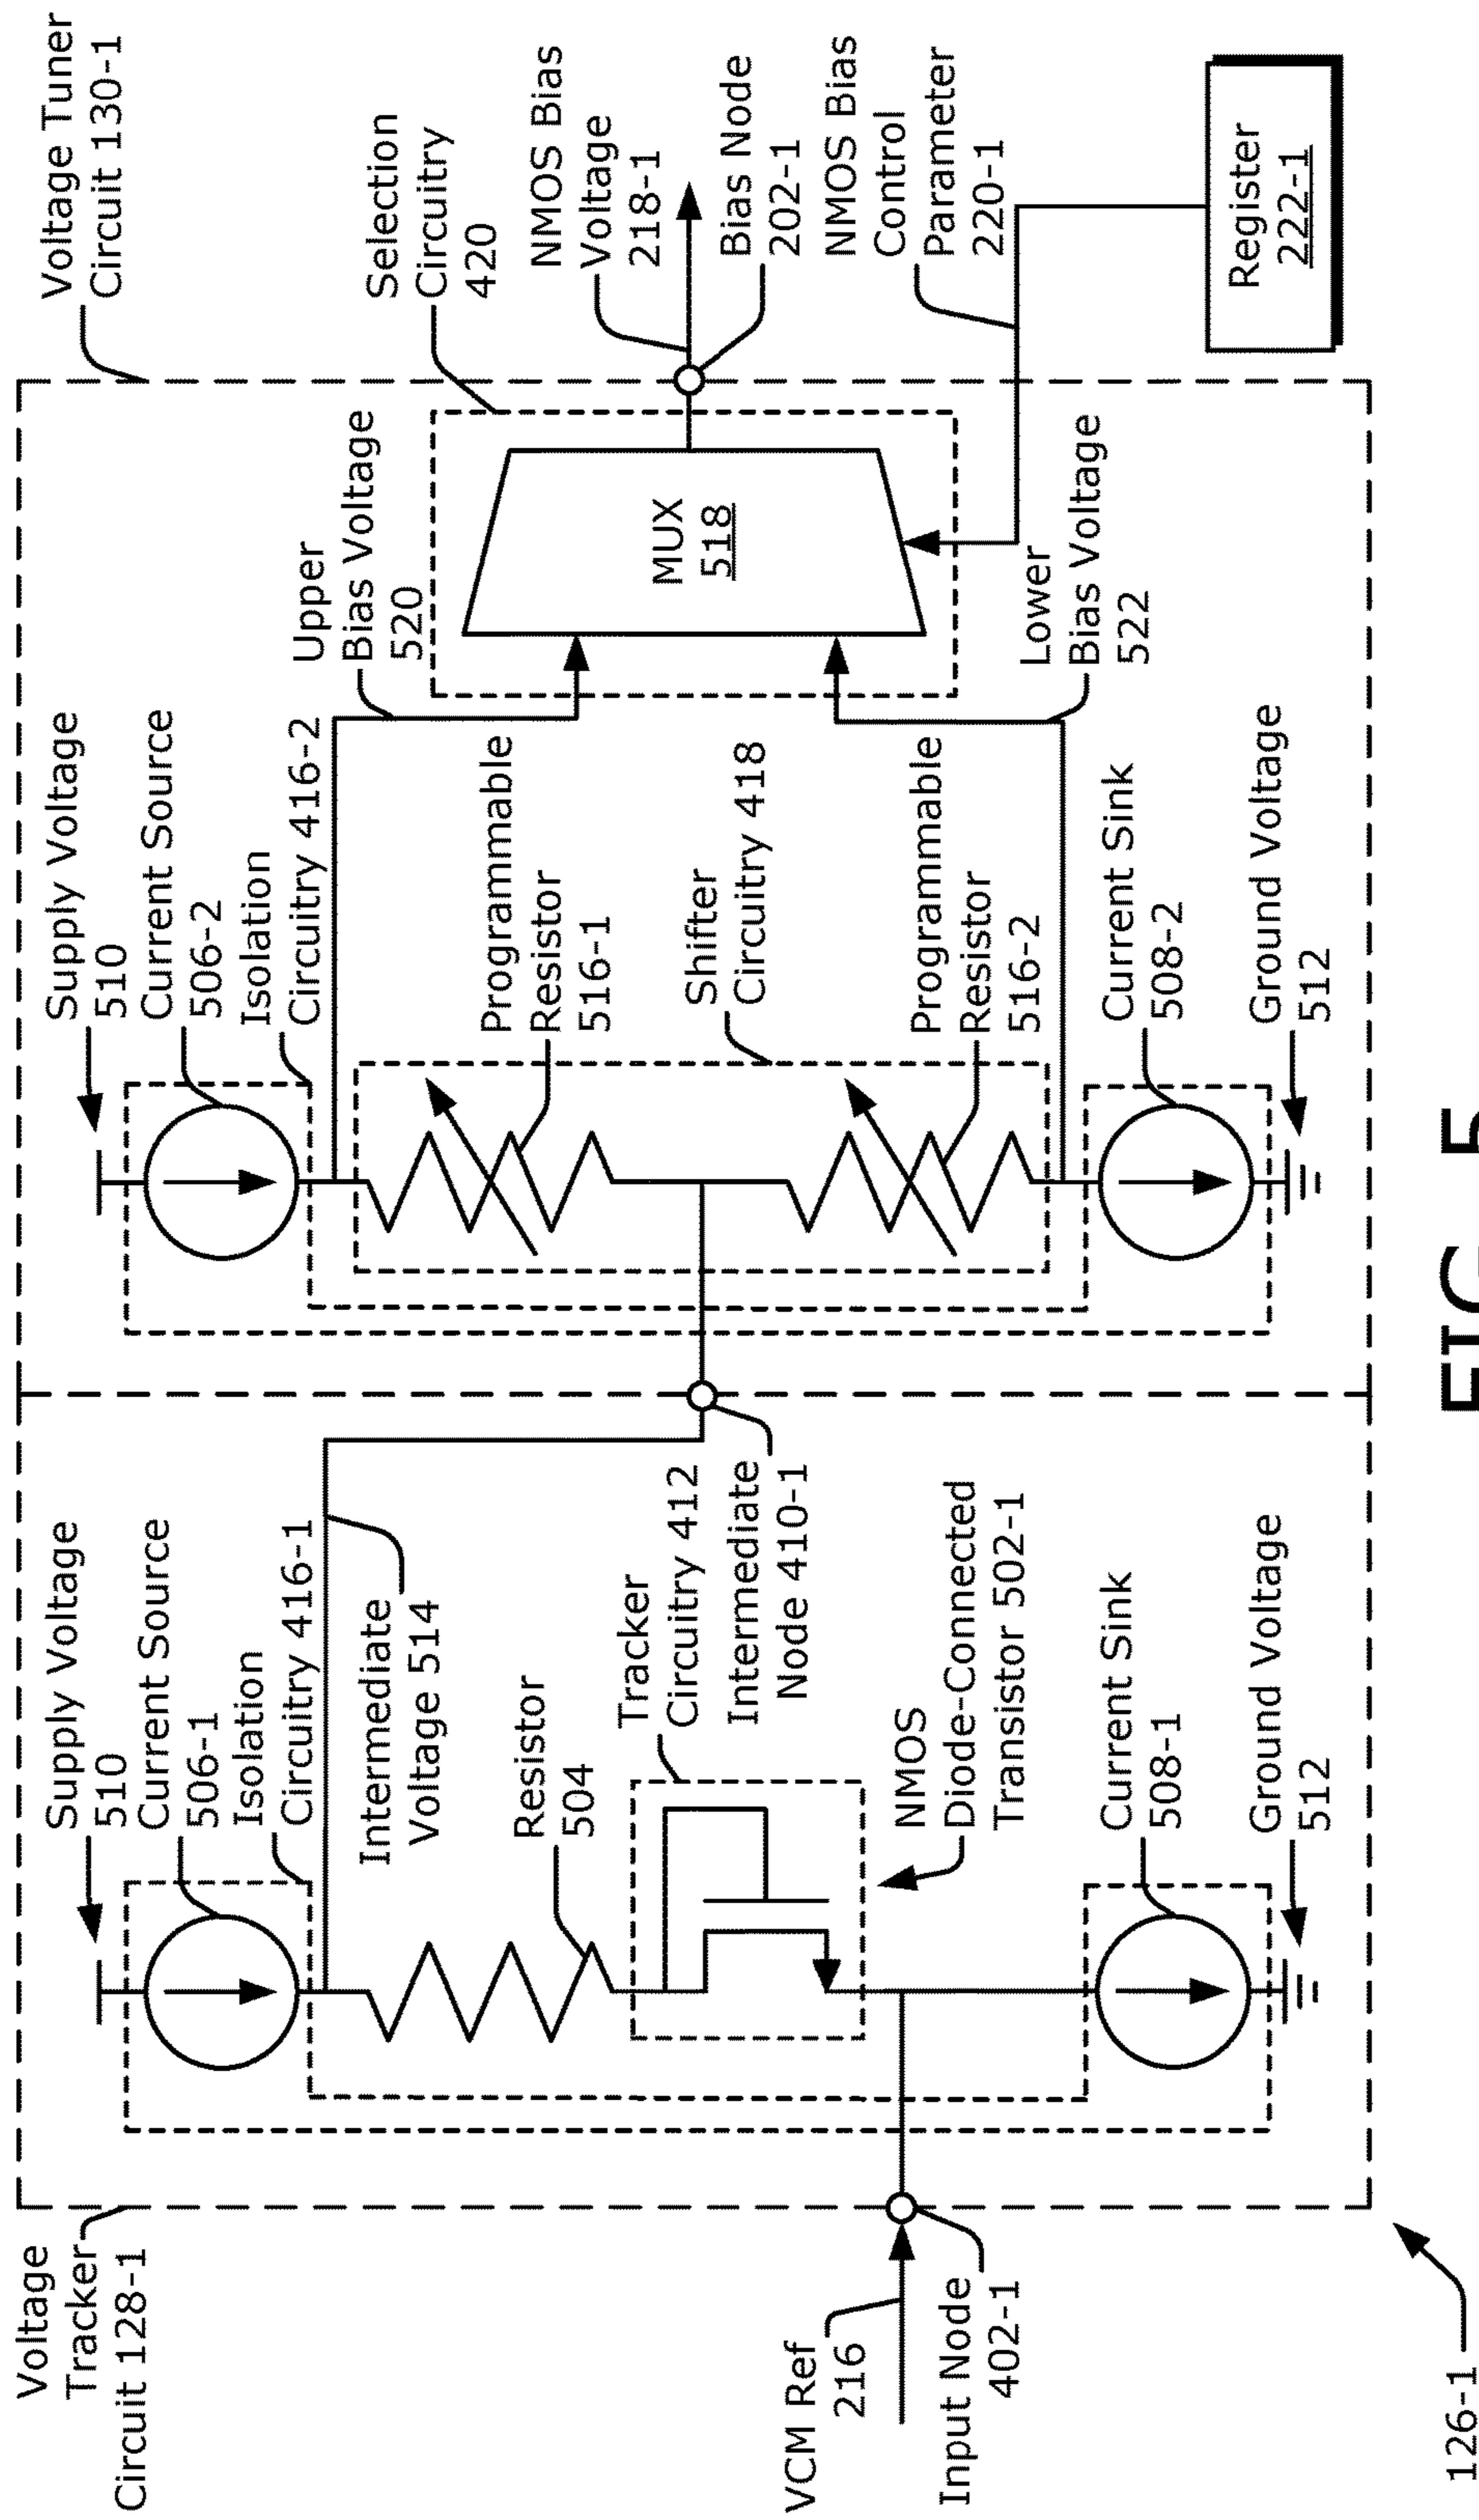 Voltage
Tracker
Circuit 128-1
Supply Voltage
510
Current Source
506-1
Isolation
Circuitry 416-1
Intermediate
Voltage 514
Resistor
504
Tracker
Circuitry 412
Intermediate
Node 410-1
NMOS
Diode-Connected
Transistor 502-1
Current Sink
508-1
Ground Voltage
512
VCM Ref
216
Input Node
402-1
126-1
Supply Voltage
510
Current Source
506-2
Isolation
Circuitry 416-2
Programmable
Resistor
516-1
Shifter
Circuitry 418
Programmable
Resistor
516-2
Current Sink
508-2
Ground Voltage
512
Upper
Bias Voltage
520
MUX
518
Lower
Bias Voltage
522
Voltage Tuner
Circuit 130-1
Selection
Circuitry
420
NMOS Bias
Voltage
218-1
Bias Node
202-1
NMOS Bias
Control
Parameter
220-1
Register
222-1
FIG. 5